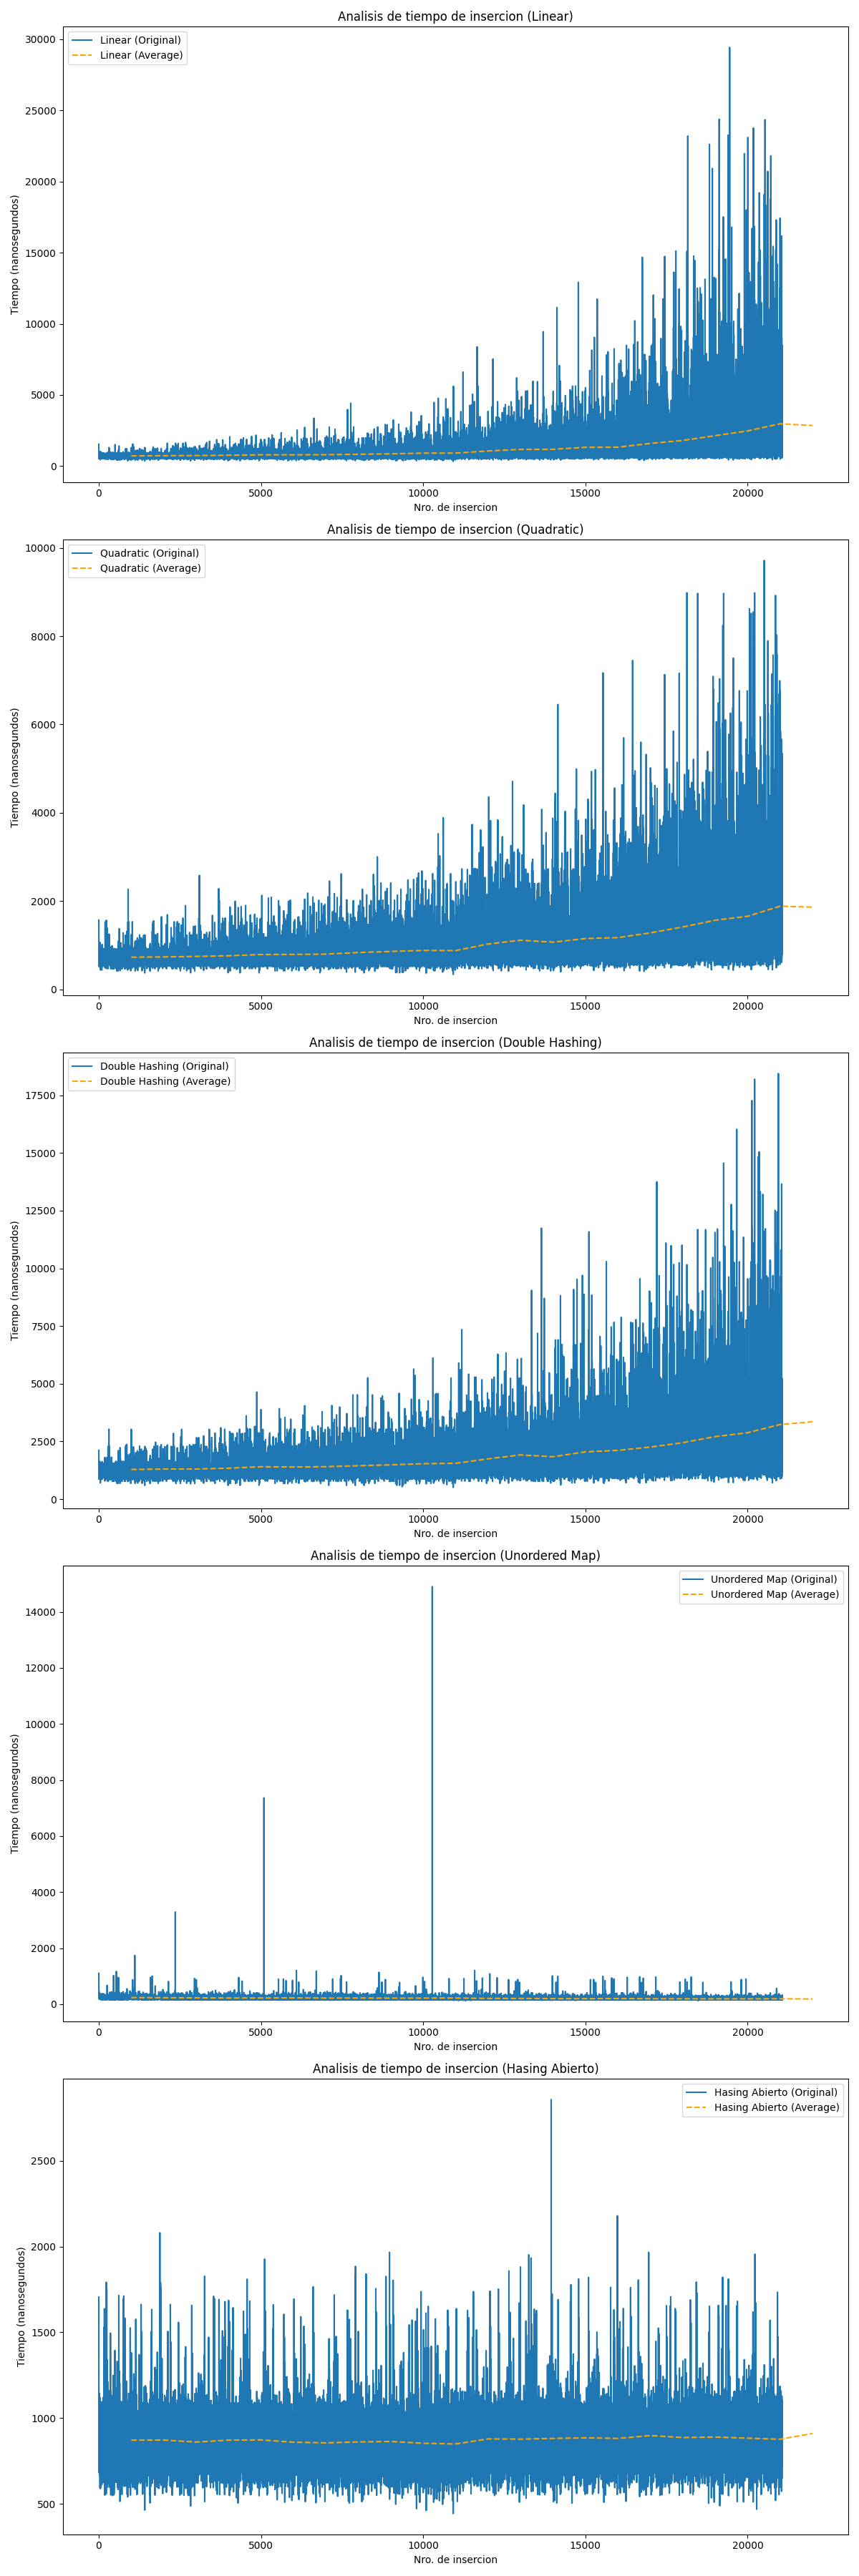 Analisis de tiempo de insercion (Linear)
Linear (Original)
Linear (Average)
30000
25000
20000
15000
10000
5000
0
Tiempo (nanosegundos)
0 5000 10000 15000 20000
Nro. de insercion
Analisis de tiempo de insercion (Quadratic)
Quadratic (Original)
Quadratic (Average)
10000
8000
6000
4000
2000
0
Tiempo (nanosegundos)
0 5000 10000 15000 20000
Nro. de insercion
Analisis de tiempo de insercion (Double Hashing)
Double Hashing (Original)
Double Hashing (Average)
17500
15000
12500
10000
7500
5000
2500
0
Tiempo (nanosegundos)
0 5000 10000 15000 20000
Nro. de insercion
Analisis de tiempo de insercion (Unordered Map)
Unordered Map (Original)
Unordered Map (Average)
14000
12000
10000
8000
6000
4000
2000
0
Tiempo (nanosegundos)
0 5000 10000 15000 20000
Nro. de insercion
Analisis de tiempo de insercion (Hasing Abierto)
Hasing Abierto (Original)
Hasing Abierto (Average)
2500
2000
1500
1000
500
Tiempo (nanosegundos)
0 5000 10000 15000 20000
Nro. de insercion